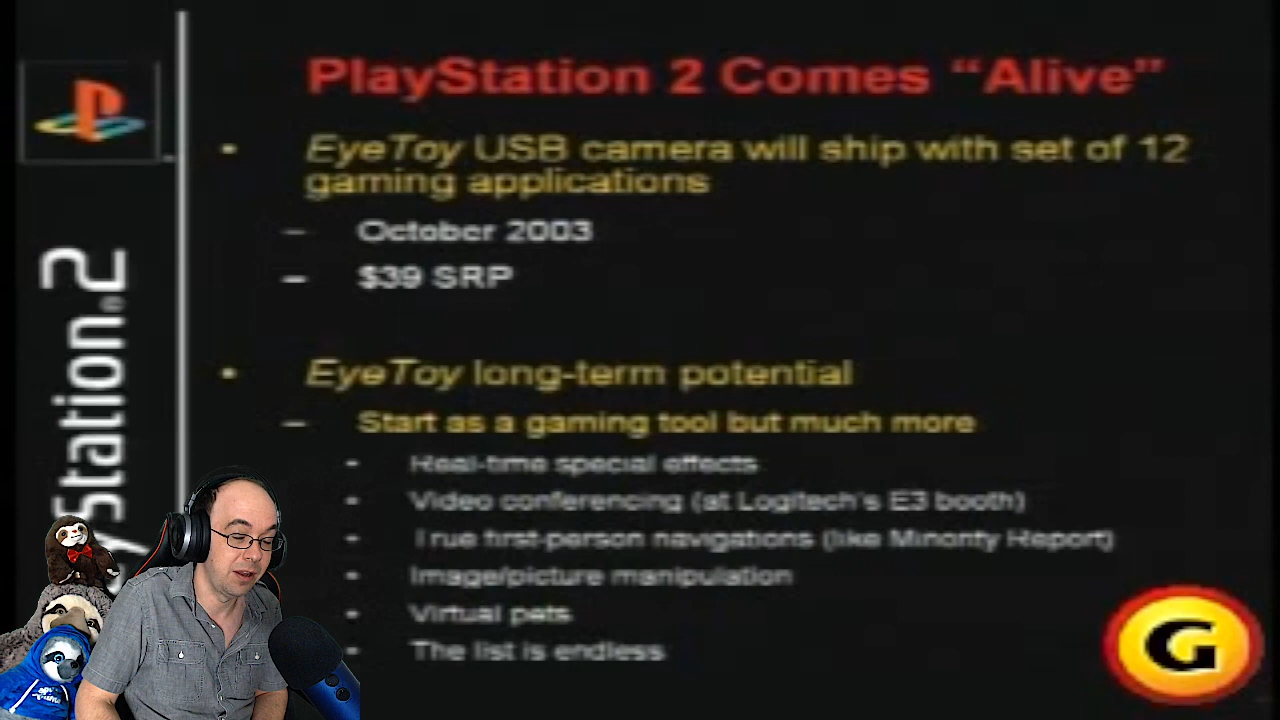 PlayStation 2 Comes “Alive”
• EyeToy USB camera will ship with set of 12
gaming applications
– October 2003
– $39 SRP
• EyeToy long-term potential
– Start as a gaming tool but much more
• Real-time special effects
• Video conferencing (at Logitech's E3 booth)
• True first-person navigations (like Minority Report)
• Image/picture manipulation
• Virtual pets
• The list is endless
PlayStation.2
G